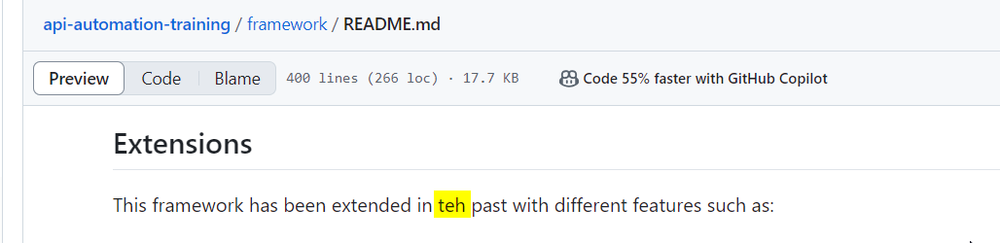 api-automation-training / framework / README.md
Preview Code Blame 400 lines (266 loc) · 17.7 KB Code 55% faster with GitHub Copilot
Extensions
This framework has been extended in teh past with different features such as: